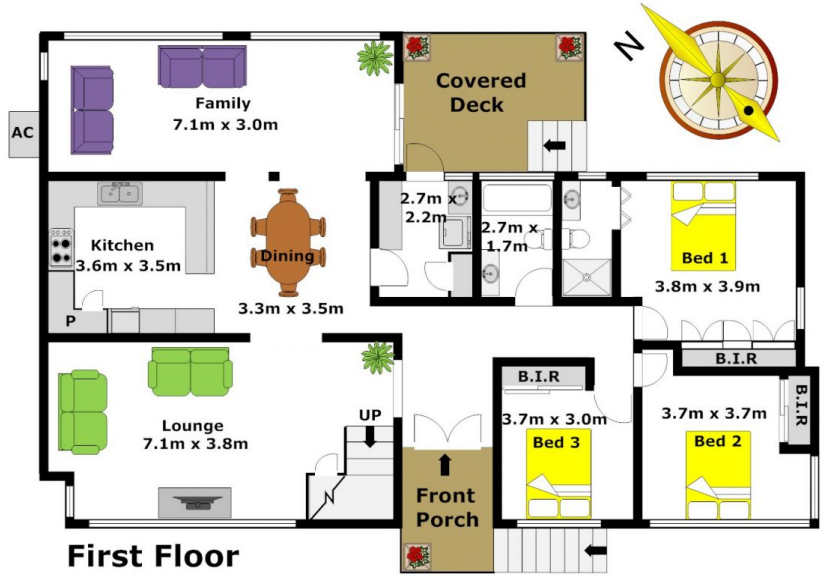 N
Covered
Deck
Family
7.1m x 3.0m
AC
2.7m x
2.2m
2.7m x
1.7m
Kitchen
3.6m x 3.5m
Dining
3.3m x 3.5m
Bed 1
3.8m x 3.9m
P
B.I.R
B.I.R
B.I.R
Lounge
7.1m x 3.8m
UP
3.7m x 3.0m
Bed 3
3.7m x 3.7m
Bed 2
Front
Porch
First Floor